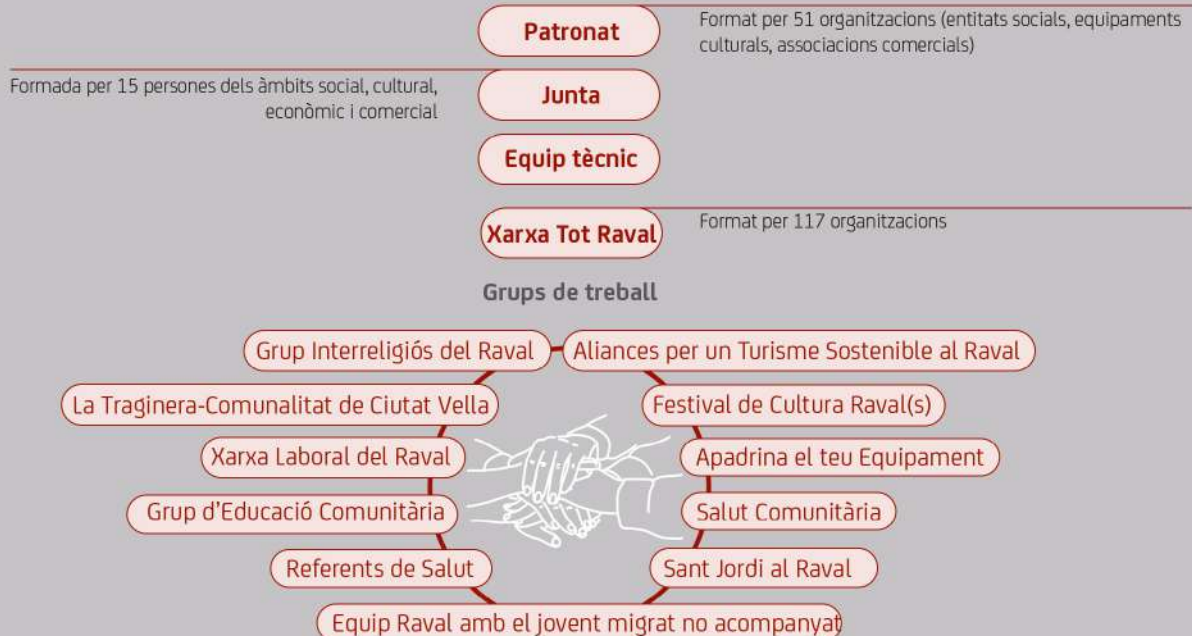 Patronat
Format per 51 organitzacions (entitats socials, equipaments
culturals, associacions comercials)
Formada per 15 persones dels àmbits social, cultural,
econòmic i comercial
Junta
Equip tècnic
Xarxa Tot Raval
Format per 117 organitzacions
Grups de treball
Grup Interreligiós del Raval
Aliances per un Turisme Sostenible al Raval
La Traginera-Comunalitat de Ciutat Vella
Festival de Cultura Raval(s)
Xarxa Laboral del Raval
Apadrina el teu Equipament
Grup d'Educació Comunitària
Salut Comunitària
Referents de Salut
Sant Jordi al Raval
Equip Raval amb el jovent migrat no acompanyat